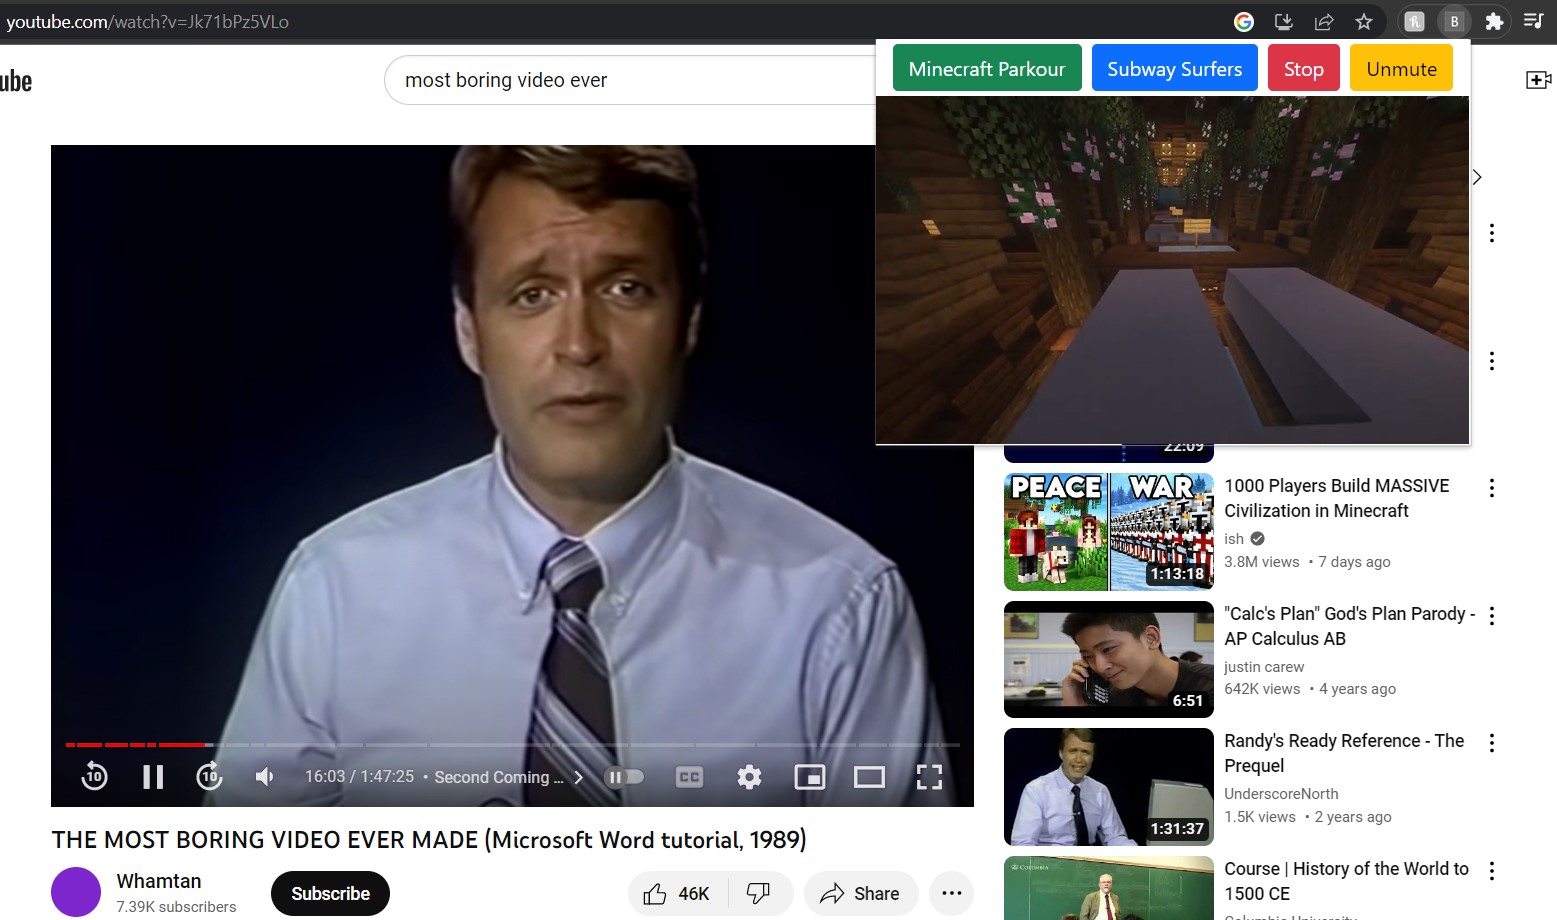 youtube.com/watch?v=Jk71bPz5VLo
B
Minecraft Parkour
Subway Surfers
Stop
Unmute
ube
most boring video ever
10
10
16:03 / 1:47:25 • Second Coming ...
CC
THE MOST BORING VIDEO EVER MADE (Microsoft Word tutorial, 1989)
Whamtan
7.39K subscribers
Subscribe
46K
Share
22:09
PEACE WAR
1:13:18
1000 Players Build MASSIVE
Civilization in Minecraft
ish
3.8M views • 7 days ago
6:51
"Calc's Plan" God's Plan Parody -
AP Calculus AB
justin carew
642K views • 4 years ago
1:31:37
Randy's Ready Reference - The
Prequel
UnderscoreNorth
1.5K views • 2 years ago
COLUMBIA
Course | History of the World to
1500 CE
Columbia University